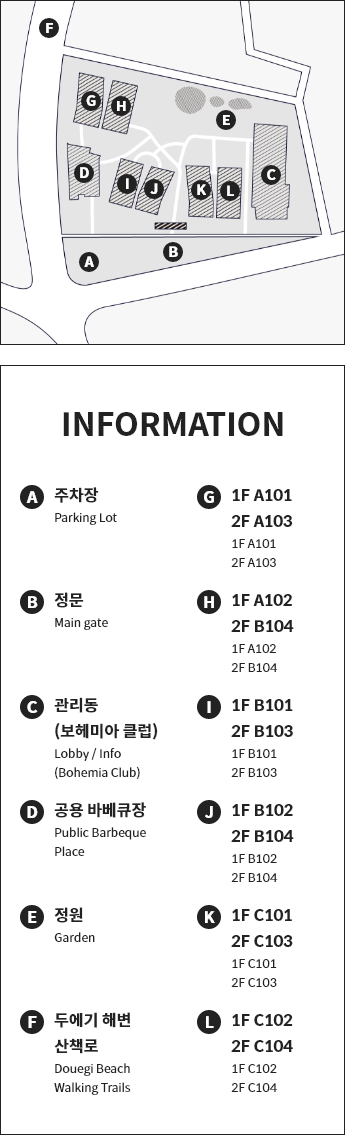 F
G
H
E
D
C
I
J
K
L
B
A
INFORMATION
A 주차장
Parking Lot
B 정문
Main gate
C 관리동
(보헤미아 클럽)
Lobby / Info
(Bohemia Club)
D 공용 바베큐장
Public Barbeque
Place
E 정원
Garden
F 두에기 해변
산책로
Douegi Beach
Walking Trails
G 1F A101
2F A103
1F A101
2F A103
H 1F A102
2F B104
1F A102
2F B104
I 1F B101
2F B103
1F B101
2F B103
J 1F B102
2F B104
1F B102
2F B104
K 1F C101
2F C103
1F C101
2F C103
L 1F C102
2F C104
1F C102
2F C104